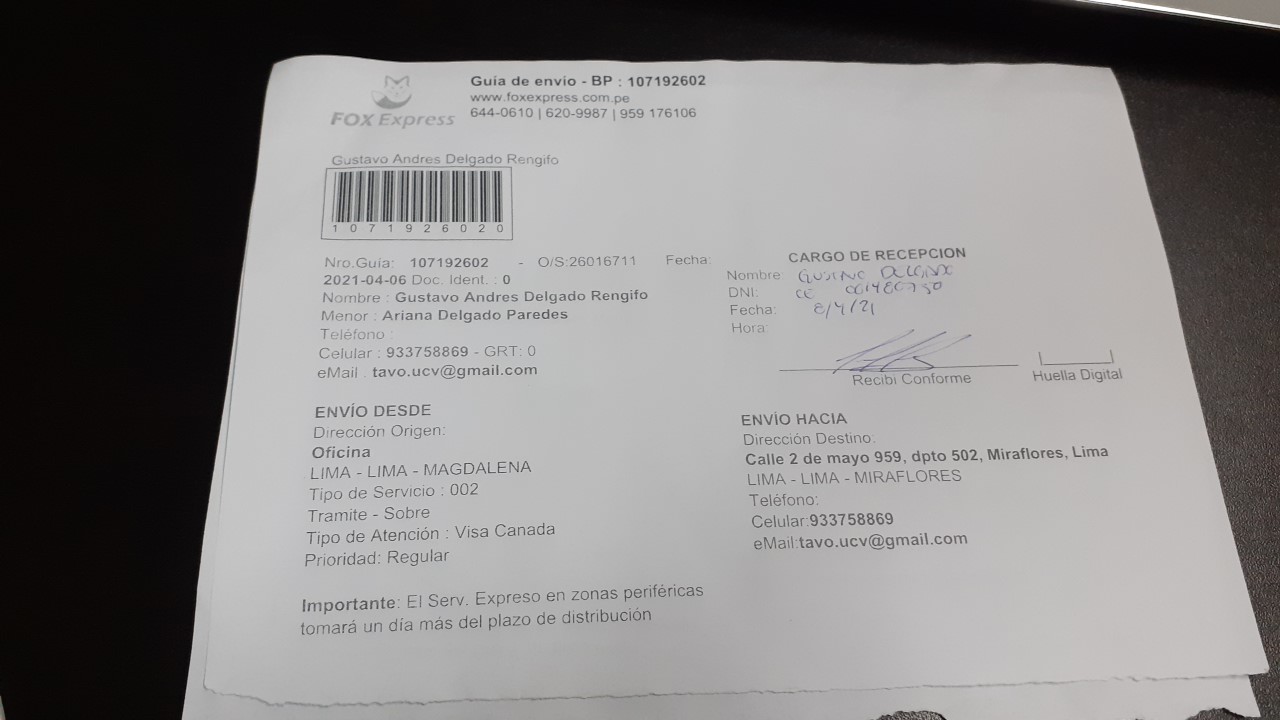 FOX Express
Guía de envío - BP : 107192602
www.foxexpress.com.pe
644-0610 | 620-9987 | 959 176106
Gustavo Andres Delgado Rengifo
1071926020
Nro.Guía: 107192602 - O/S:26016711 Fecha:
2021-04-06 Doc. Ident. : 0
Nombre : Gustavo Andres Delgado Rengifo
Menor : Ariana Delgado Paredes
Teléfono :
Celular : 933758869 - GRT: 0
eMail . tavo.ucv@gmail.com
CARGO DE RECEPCION
Nombre: GUSTAVO DELGADO
DNI: CE
Fecha: 8/4/21
Hora:
Recibi Conforme
Huella Digital
ENVÍO DESDE
Dirección Origen:
Oficina
LIMA - LIMA - MAGDALENA
Tipo de Servicio : 002
Tramite - Sobre
Tipo de Atención : Visa Canada
Prioridad: Regular
ENVÍO HACIA
Dirección Destino:
Calle 2 de mayo 959, dpto 502, Miraflores, Lima
LIMA - LIMA - MIRAFLORES
Teléfono:
Celular:933758869
eMail:tavo.ucv@gmail.com
Importante: El Serv. Expreso en zonas periféricas
tomará un día más del plazo de distribución